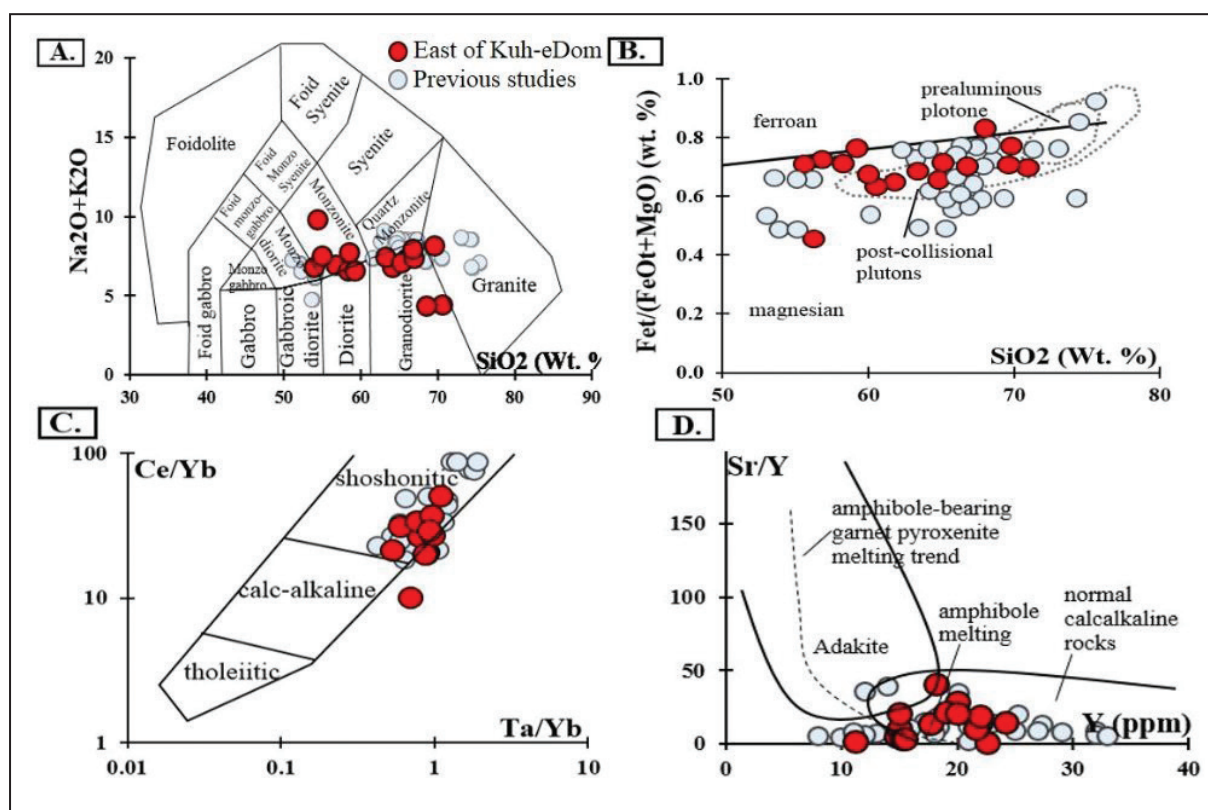 A.
East of Kuh-eDom
Previous studies
Na2O+K2O
20
15
10
5
0
30
40
50
60
70
80
90
SiO2 (Wt. %
Foidolite
Foid
Syenite
Foid
Monzo
Syenite
Foid
monzo-
gabbro
Syenite
Monzonite
Quartz
Monzonite
Monzo
diorite
Monzo
gabbro
Foid gabbro
Gabbro
Gabbroic
diorite
Diorite
Granodiorite
Granite
B.
Fet/(FeOt+MgO) (wt. %)
1.0
0.8
0.6
0.4
0.2
0.0
50
60
70
80
SiO2 (Wt. %)
prealuminous
plotone
ferroan
post-collisional
plutons
magnesian
C.
Ce/Yb
100
10
1
0.01
0.1
1
10
Ta/Yb
shoshonitic
calc-alkaline
tholeiitic
D.
Sr/Y
150
100
50
0
0
10
20
30
40
Y (ppm)
amphibole-bearing
garnet pyroxenite
melting trend
amphibole
melting
normal
calcalkaline
rocks
Adakite